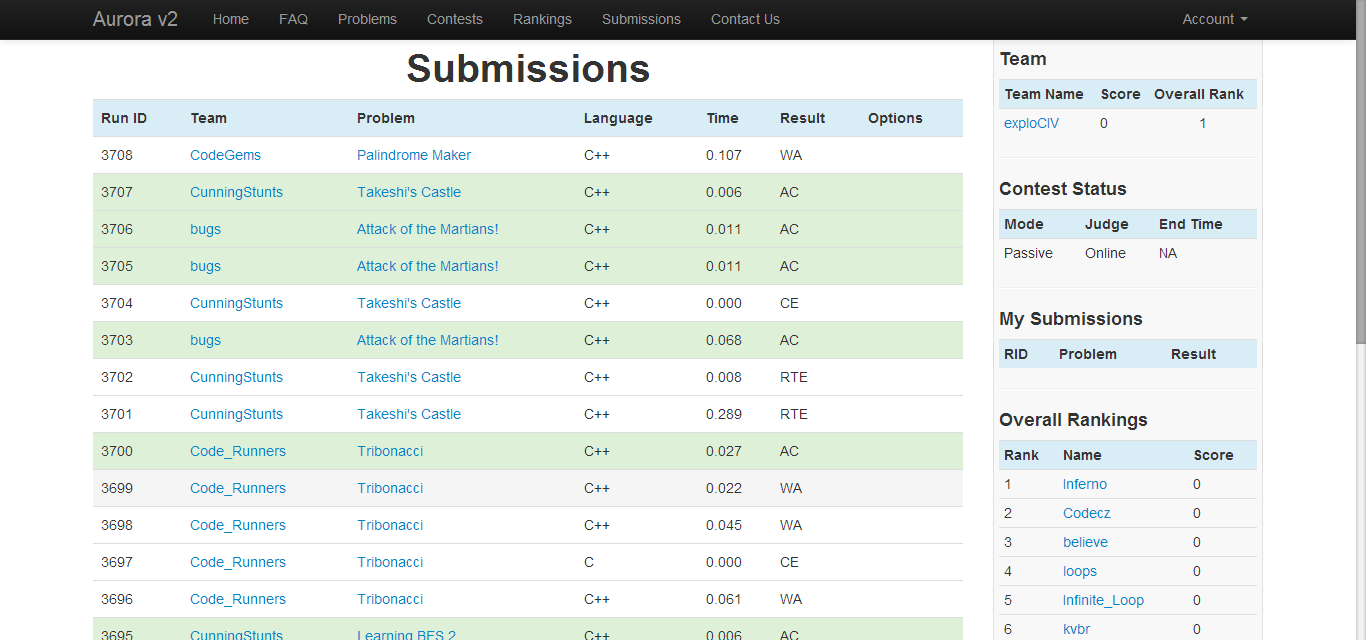 Aurora v2 Home FAQ Problems Contests Rankings Submissions Contact Us Account
Submissions
Run ID Team Problem Language Time Result Options
3708 CodeGems Palindrome Maker C++ 0.107 WA
3707 CunningStunts Takeshi's Castle C++ 0.006 AC
3706 bugs Attack of the Martians! C++ 0.011 AC
3705 bugs Attack of the Martians! C++ 0.011 AC
3704 CunningStunts Takeshi's Castle C++ 0.000 CE
3703 bugs Attack of the Martians! C++ 0.068 AC
3702 CunningStunts Takeshi's Castle C++ 0.008 RTE
3701 CunningStunts Takeshi's Castle C++ 0.289 RTE
3700 Code_Runners Tribonacci C++ 0.027 AC
3699 Code_Runners Tribonacci C++ 0.022 WA
3698 Code_Runners Tribonacci C++ 0.045 WA
3697 Code_Runners Tribonacci C 0.000 CE
3696 Code_Runners Tribonacci C++ 0.061 WA
3695 CunningStunts Learning BFS 2 C++ 0.006 AC
Team
Team Name Score Overall Rank
exploCIV 0 1
Contest Status
Mode Judge End Time
Passive Online NA
My Submissions
RID Problem Result
Overall Rankings
Rank Name Score
1 Inferno 0
2 Codecz 0
3 believe 0
4 loops 0
5 Infinite_Loop 0
6 kvbr 0